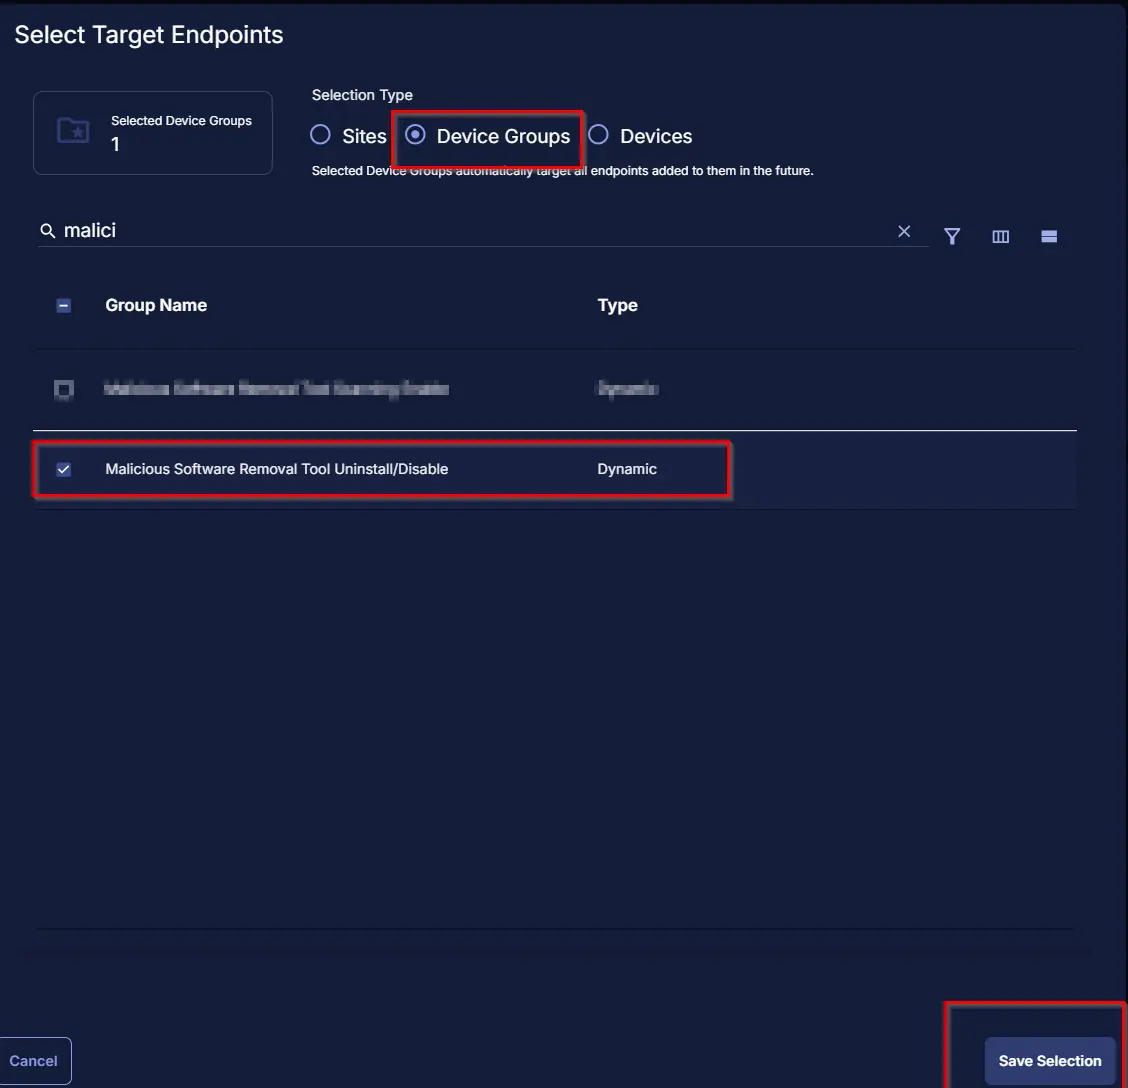 Select Target Endpoints
Selected Device Groups
1
Selection Type
Sites
Device Groups
Devices
Selected Device Groups automatically target all endpoints added to them in the future.
malici
Group Name Type
Malicious Software Removal Tool Uninstall/Disable Dynamic
Cancel
Save Selection